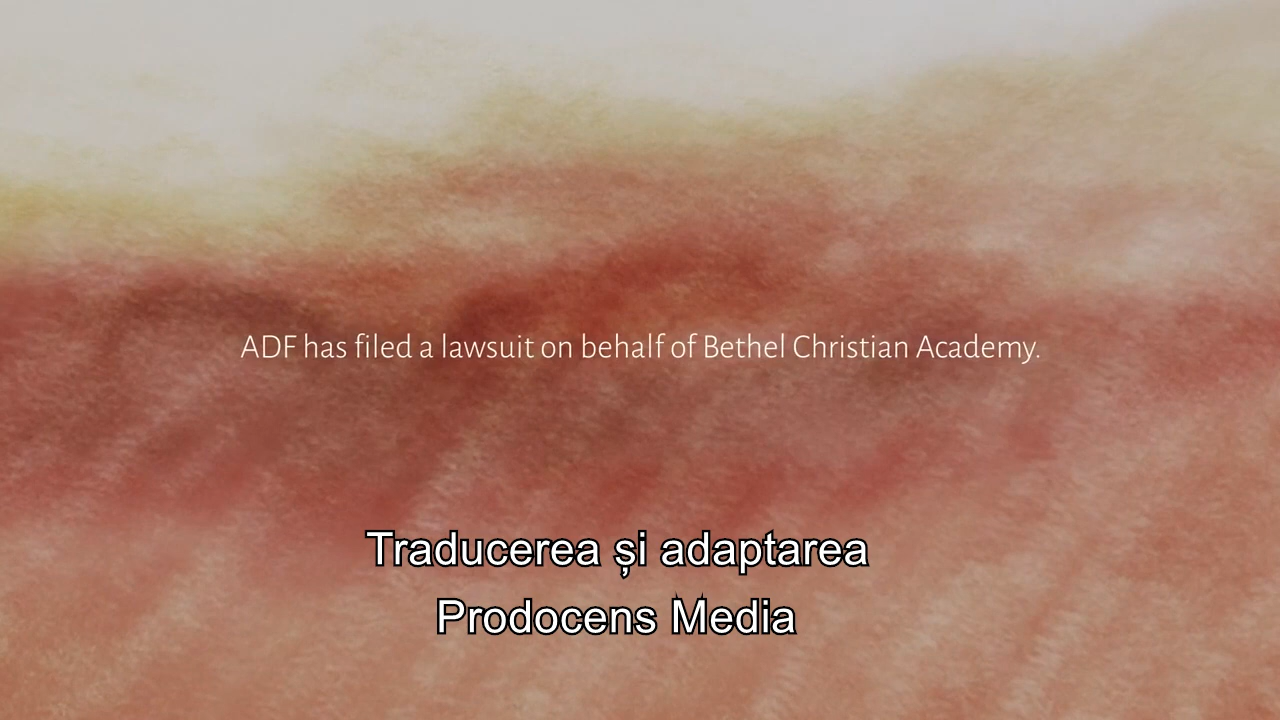 ADF has filed a lawsuit on behalf of Bethel Christian Academy.
Traducerea și adaptarea
Prodocens Media